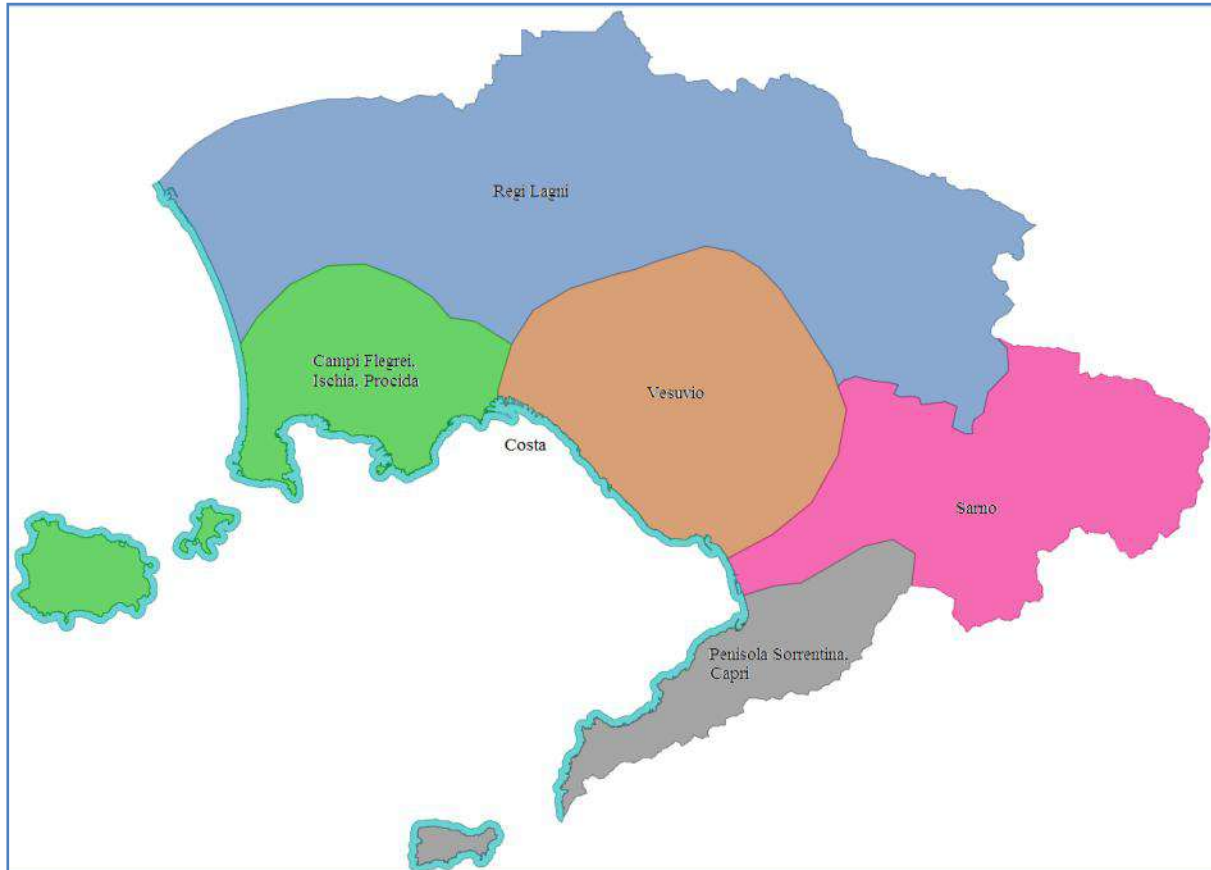 Regi Lagni
Campi Flegrei,
Ischia, Procida
Vesuvio
Costa
Sarno
Penisola Sorrentina,
Capri